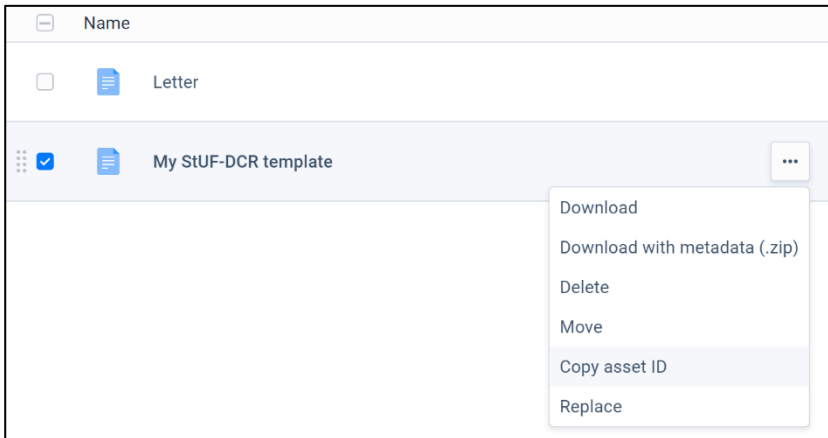 Name
Letter
My StUF-DCR template
Download
Download with metadata (.zip)
Delete
Move
Copy asset ID
Replace